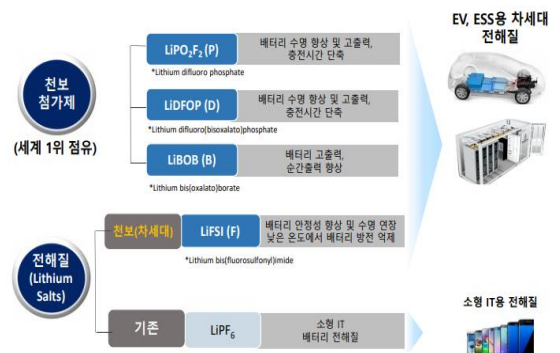 EV, ESS용 차세대
전해질
LiPO₂F₂ (P)
배터리 수명 향상 및 고출력,
충전시간 단축
*Lithium difluoro phosphate
천보
첨가제
(세계 1위 점유)
LiDFOP (D)
배터리 수명 향상 및 고출력,
충전시간 단축
*Lithium difluoro(bisoxalato)phosphate
LiBOB (B)
배터리 고출력,
순간출력 향상
*Lithium bis(oxalato)borate
천보(차세대)
LiFSI (F)
배터리 안정성 향상 및 수명 연장
낮은 온도에서 배터리 방전 억제
*Lithium bis(fluorosulfonyl)imide
전해질
(Lithium
Salts)
기존
LiPF₆
소형 IT
배터리 전해질
소형 IT용 전해질